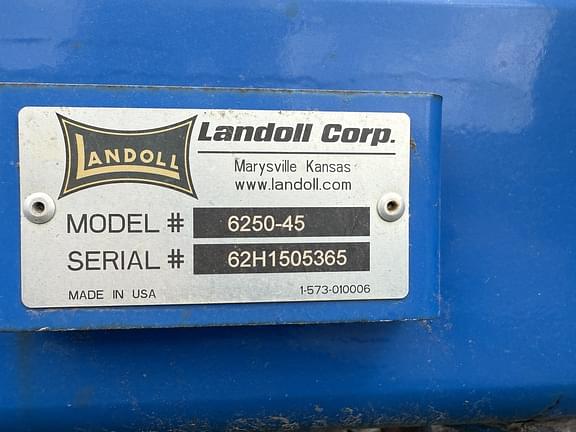 LANDOLL
Landoll Corp.
Marysville Kansas
www.landoll.com
MODEL # 6250-45
SERIAL # 62H1505365
MADE IN USA 1-573-010006